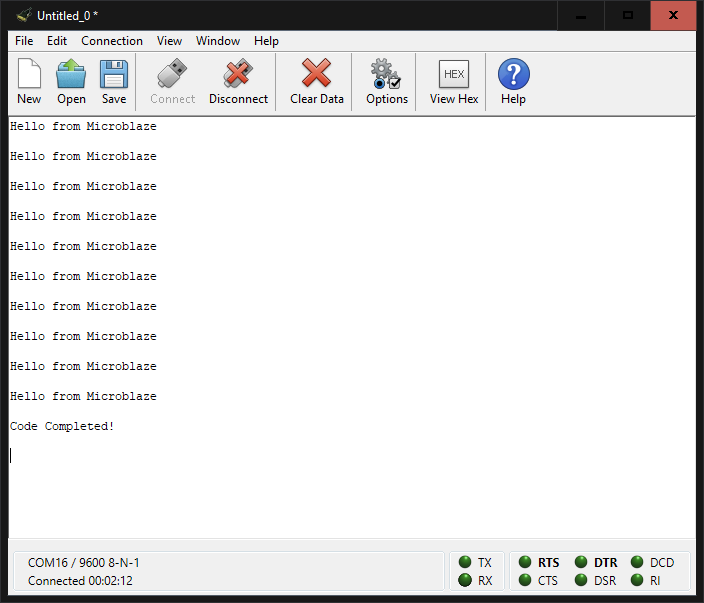 Untitled_0 *
File Edit Connection View Window Help
HEX
New Open Save Connect Disconnect Clear Data Options View Hex Help
Hello from Microblaze
Hello from Microblaze
Hello from Microblaze
Hello from Microblaze
Hello from Microblaze
Hello from Microblaze
Hello from Microblaze
Hello from Microblaze
Hello from Microblaze
Hello from Microblaze
Code Completed!
COM16 / 9600 8-N-1 TX RTS DTR DCD
Connected 00:02:12 RX CTS DSR RI